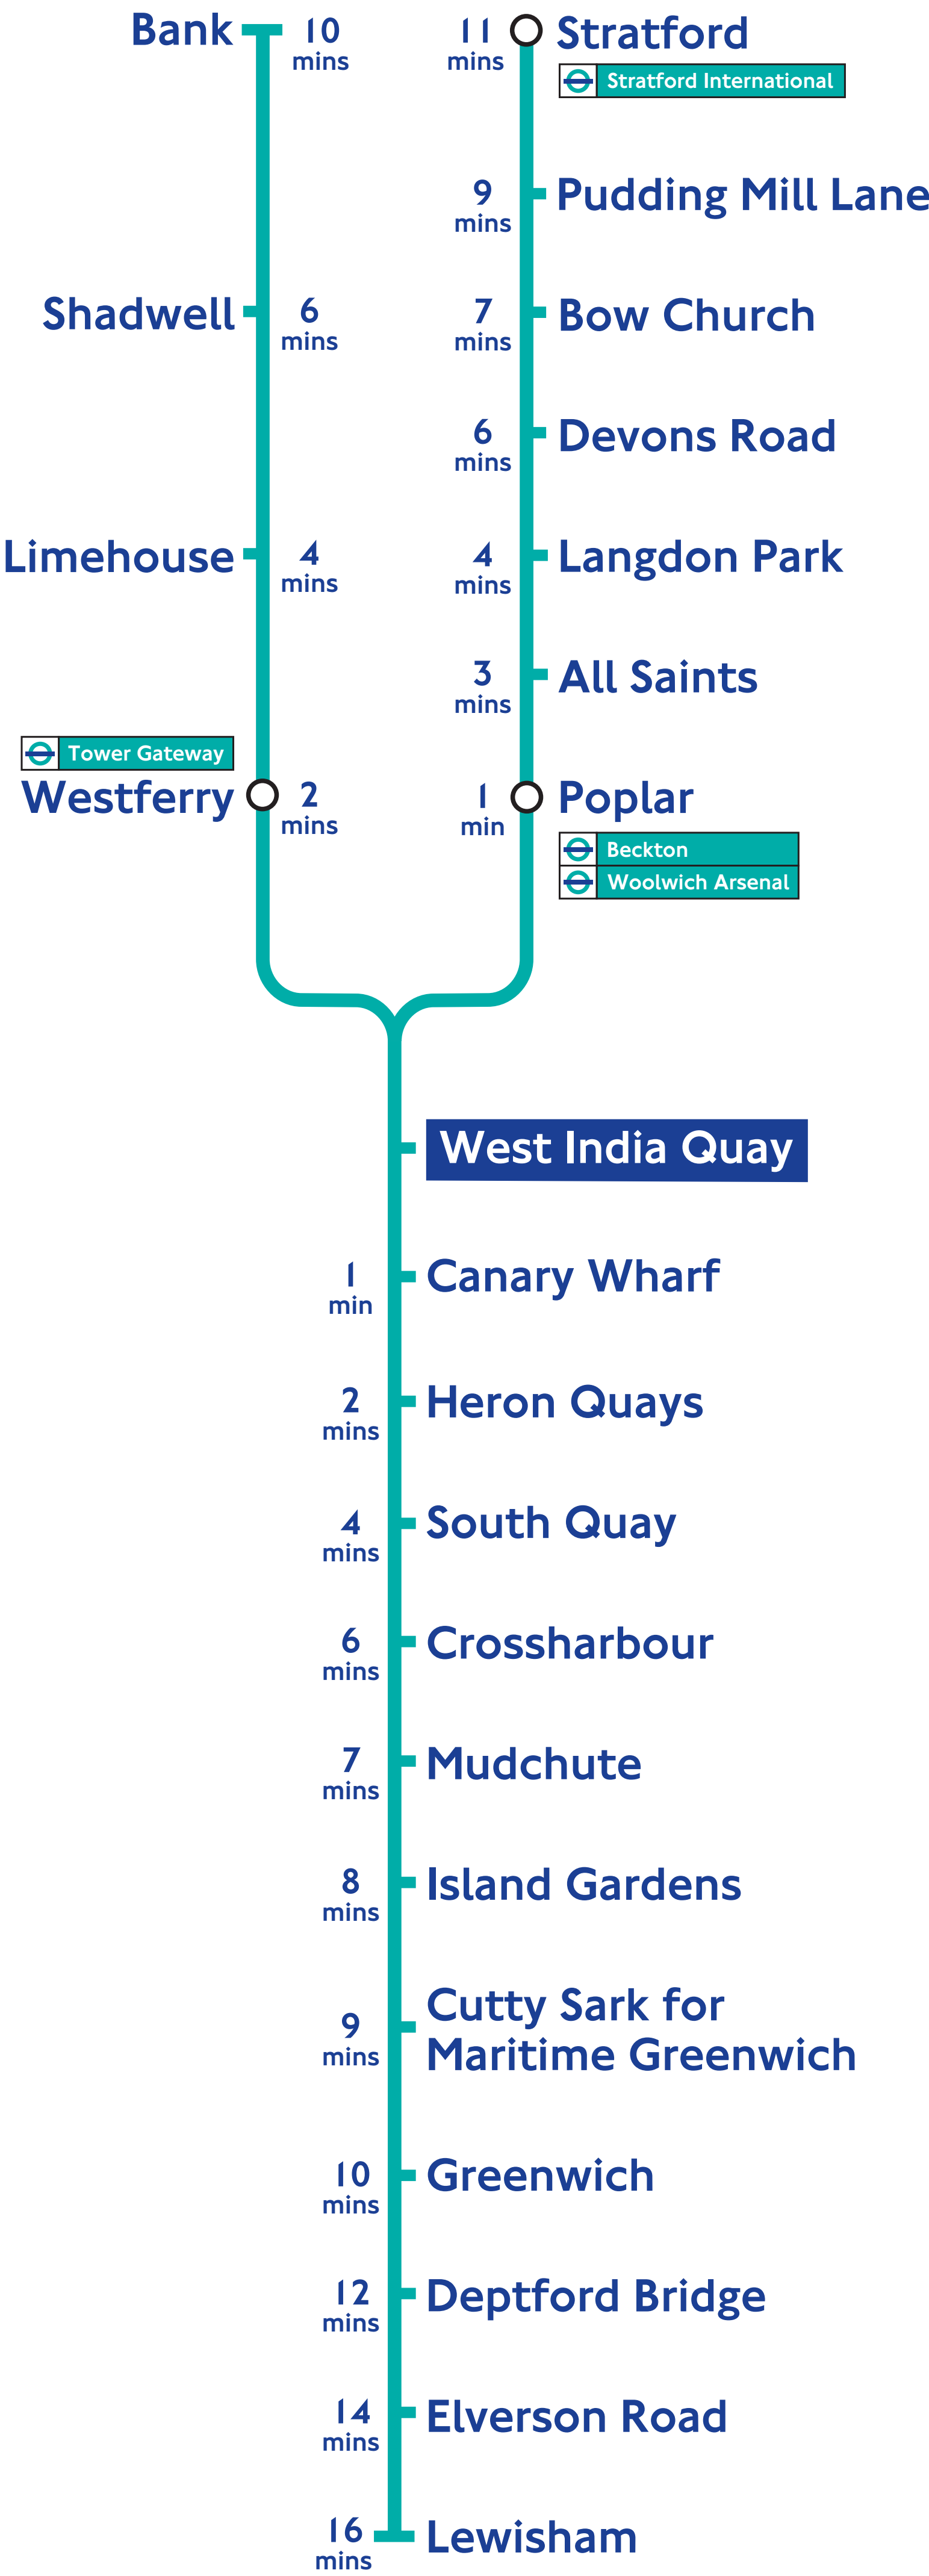 Bank
10
mins
Shadwell
6
mins
Limehouse
4
mins
Tower Gateway
Westferry
2
mins
11
mins
Stratford
Stratford International
9
mins
Pudding Mill Lane
7
mins
Bow Church
6
mins
Devons Road
4
mins
Langdon Park
3
mins
All Saints
1
min
Poplar
Beckton
Woolwich Arsenal
West India Quay
1
min
Canary Wharf
2
mins
Heron Quays
4
mins
South Quay
6
mins
Crossharbour
7
mins
Mudchute
8
mins
Island Gardens
9
mins
Cutty Sark for
Maritime Greenwich
10
mins
Greenwich
12
mins
Deptford Bridge
14
mins
Elverson Road
16
mins
Lewisham